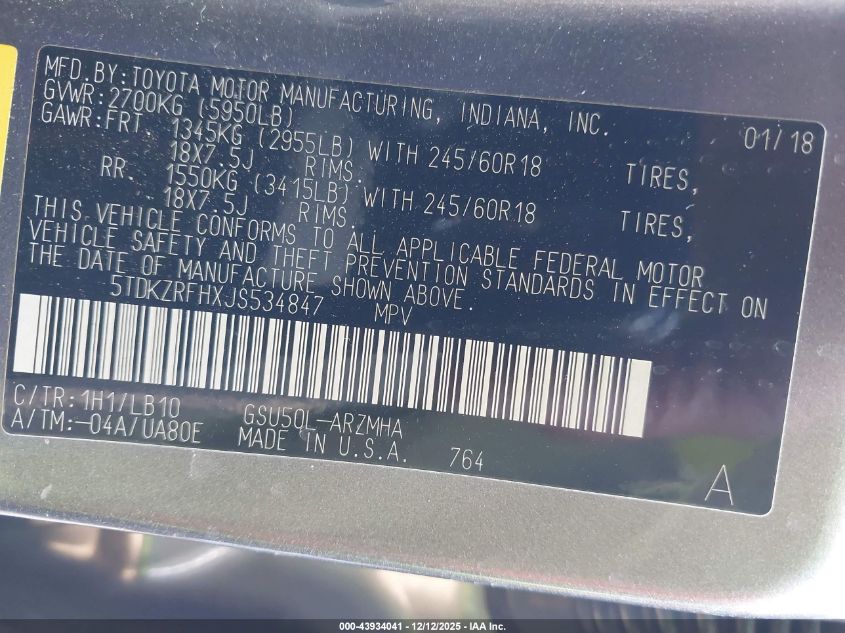 MFD.BY:TOYOTA MOTOR MANUFACTURING, INDIANA, INC. 01/18
GVWR:2700KG (5950LB)
GAWR:FRT 1345KG (2955LB) WITH 245/60R18 TIRES,
18X7.5J RIMS.
RR. 1550KG (3415LB) WITH 245/60R18 TIRES,
18X7.5J RIMS.
THIS VEHICLE CONFORMS TO ALL APPLICABLE FEDERAL MOTOR
VEHICLE SAFETY AND THEFT PREVENTION STANDARDS IN EFFECT ON
THE DATE OF MANUFACTURE SHOWN ABOVE.
5TDKZRFHXJS534847 MPV
C/TR:1H1/LB10 GSU50L-ARZMHA
A/TM:-04A/UA80E MADE IN U.S.A. 764
A
000-43934041 - 12/12/2025 - IAA Inc.